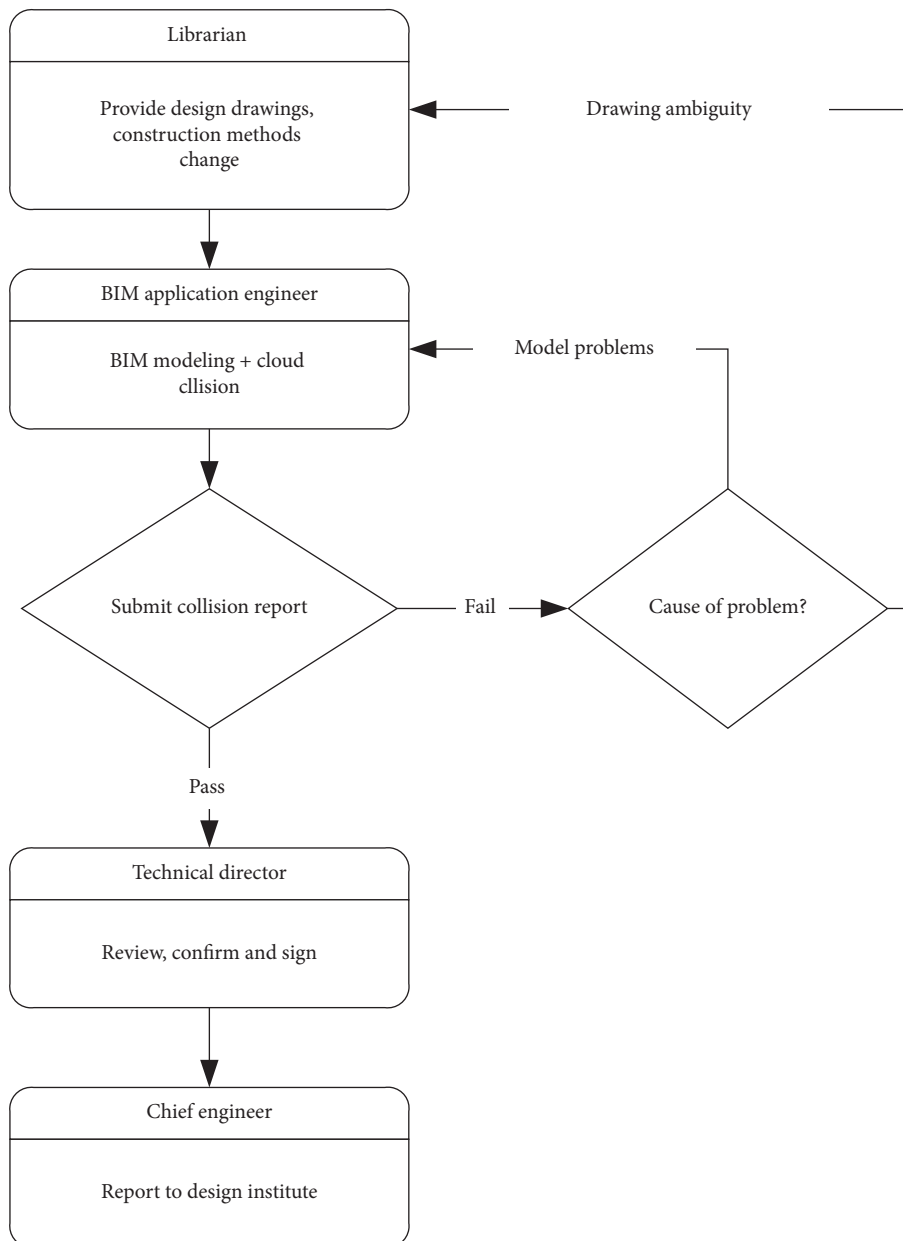 Librarian
Provide design drawings,
construction methods
change
Drawing ambiguity
BIM application engineer
BIM modeling + cloud
cllision
Model problems
Submit collision report
Fail
Cause of problem?
Pass
Technical director
Review, confirm and sign
Chief engineer
Report to design institute